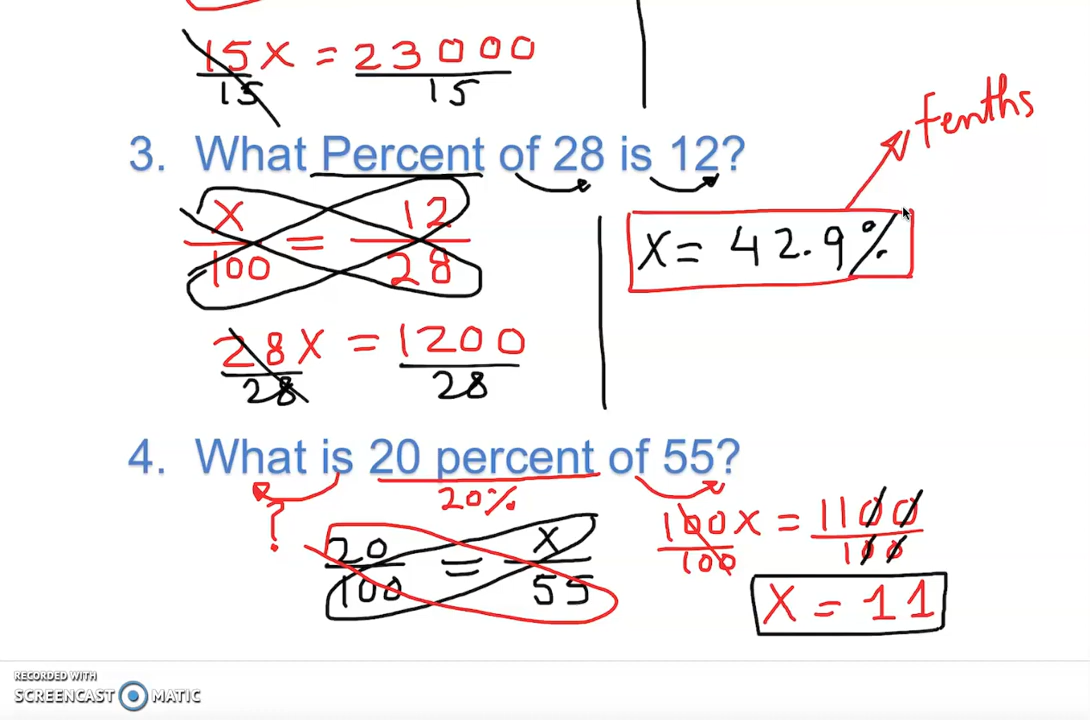 15x = 23000
15 15
tenths
3. What Percent of 28 is 12?
x = 12
100 28
x = 42.9%
28x = 1200
28 28
4. What is 20 percent of 55?
20%
?
20 = x
100 55
100x = 1100
100 100
x = 11
RECORDED WITH
SCREENCAST MATIC